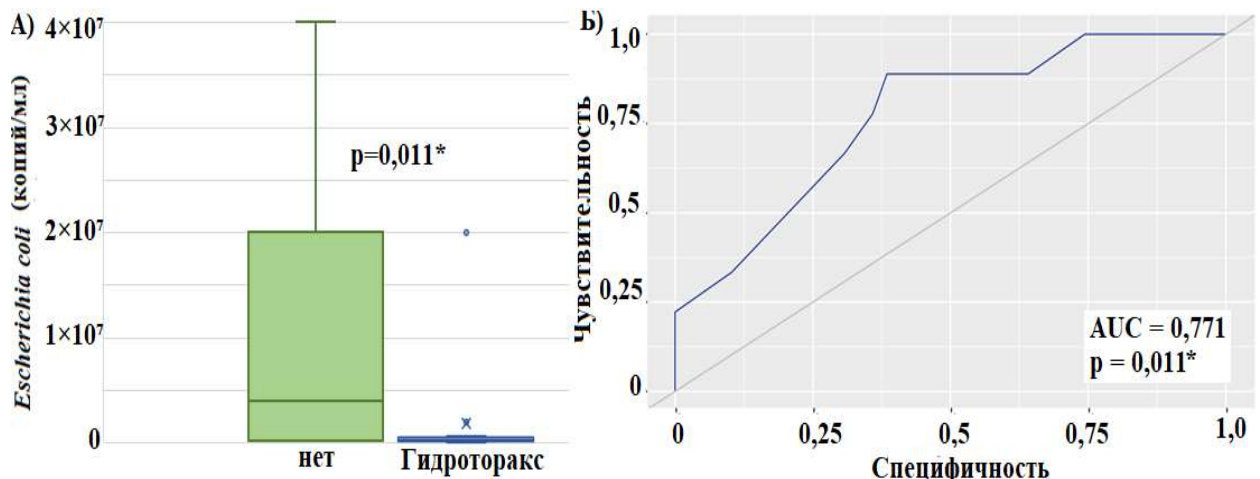 А)
4×10⁷
3×10⁷
2×10⁷
1×10⁷
0
Escherichia coli (копий/мл)
p=0,011*
нет
Гидроторакс
Б)
1,0
0,75
0,5
0,25
0
Чувствительность
AUC = 0,771
p = 0,011*
0
0,25
0,5
0,75
1,0
Специфичность